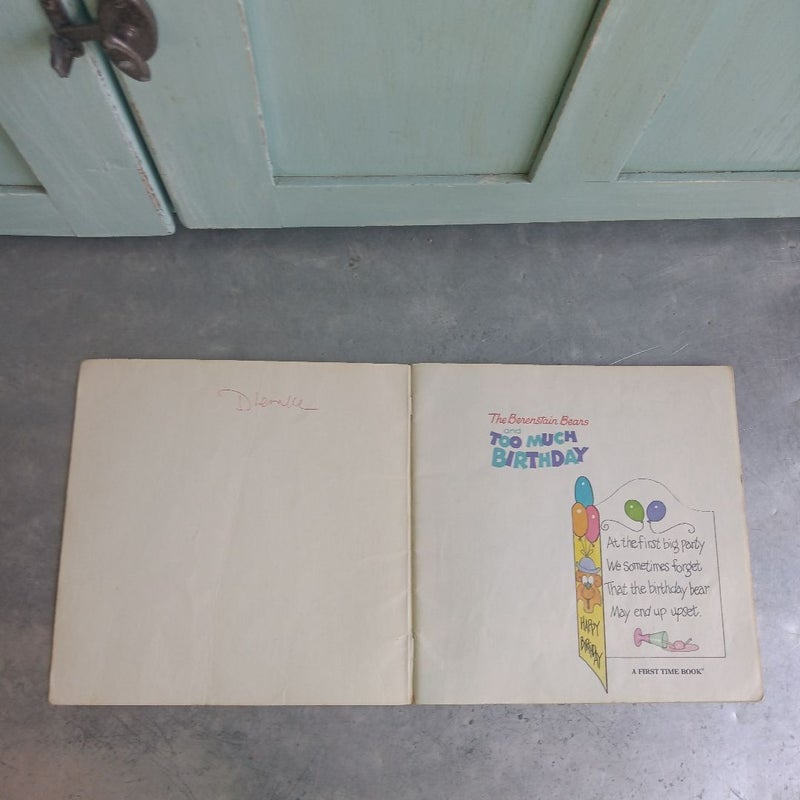 The Berenstain Bears
and
TOO MUCH
BIRTHDAY
At the first big party
We sometimes forget
That the birthday bear
May end up upset.
HAPPY
BIRTHDAY
A FIRST TIME BOOK®